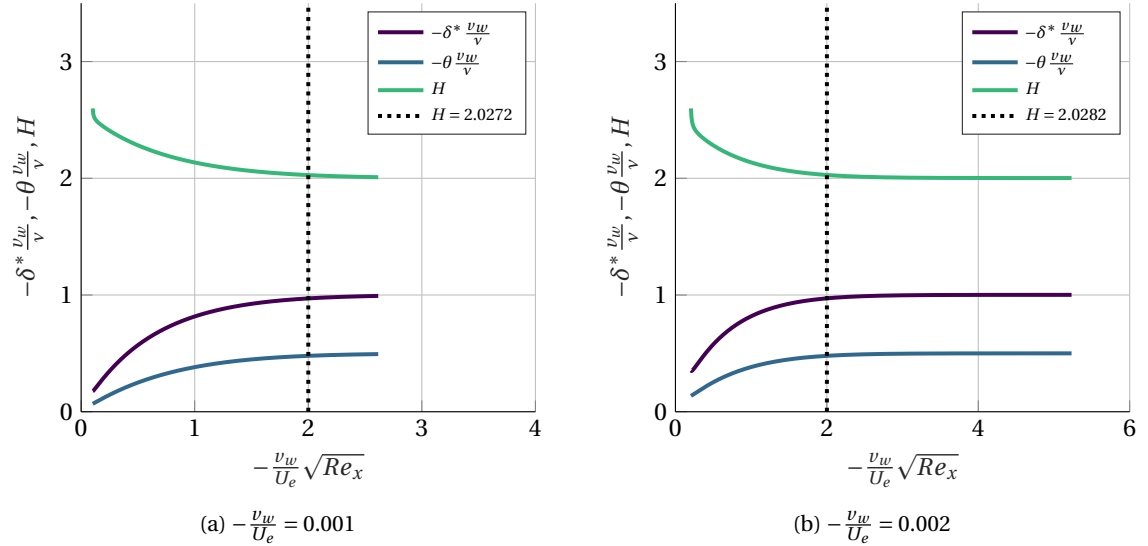 −δ* v_w/ν
−θ v_w/ν
H
H = 2.0272
3
2
1
0
0 1 2 3 4
−δ* v_w/ν, −θ v_w/ν, H
−v_w/U_e √Re_x
(a) −v_w/U_e = 0.001
−δ* v_w/ν
−θ v_w/ν
H
H = 2.0282
3
2
1
0
0 2 4 6
−δ* v_w/ν, −θ v_w/ν, H
−v_w/U_e √Re_x
(b) −v_w/U_e = 0.002